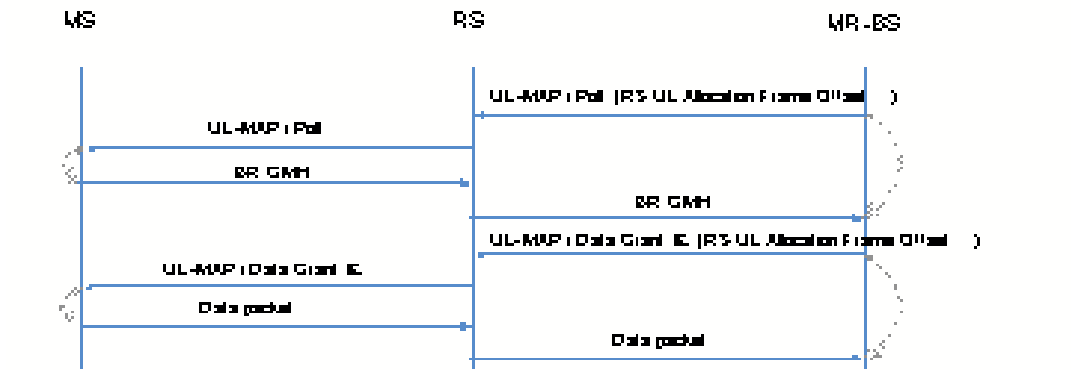 MS
RS
MR-BS
UL-MAP : Poll (RS UL Allocation Frame Offset )
UL-MAP : Poll
BR GMH
BR GMH
UL-MAP : Data Grant IE (RS UL Allocation Frame Offset )
UL-MAP : Data Grant IE
Data packet
Data packet